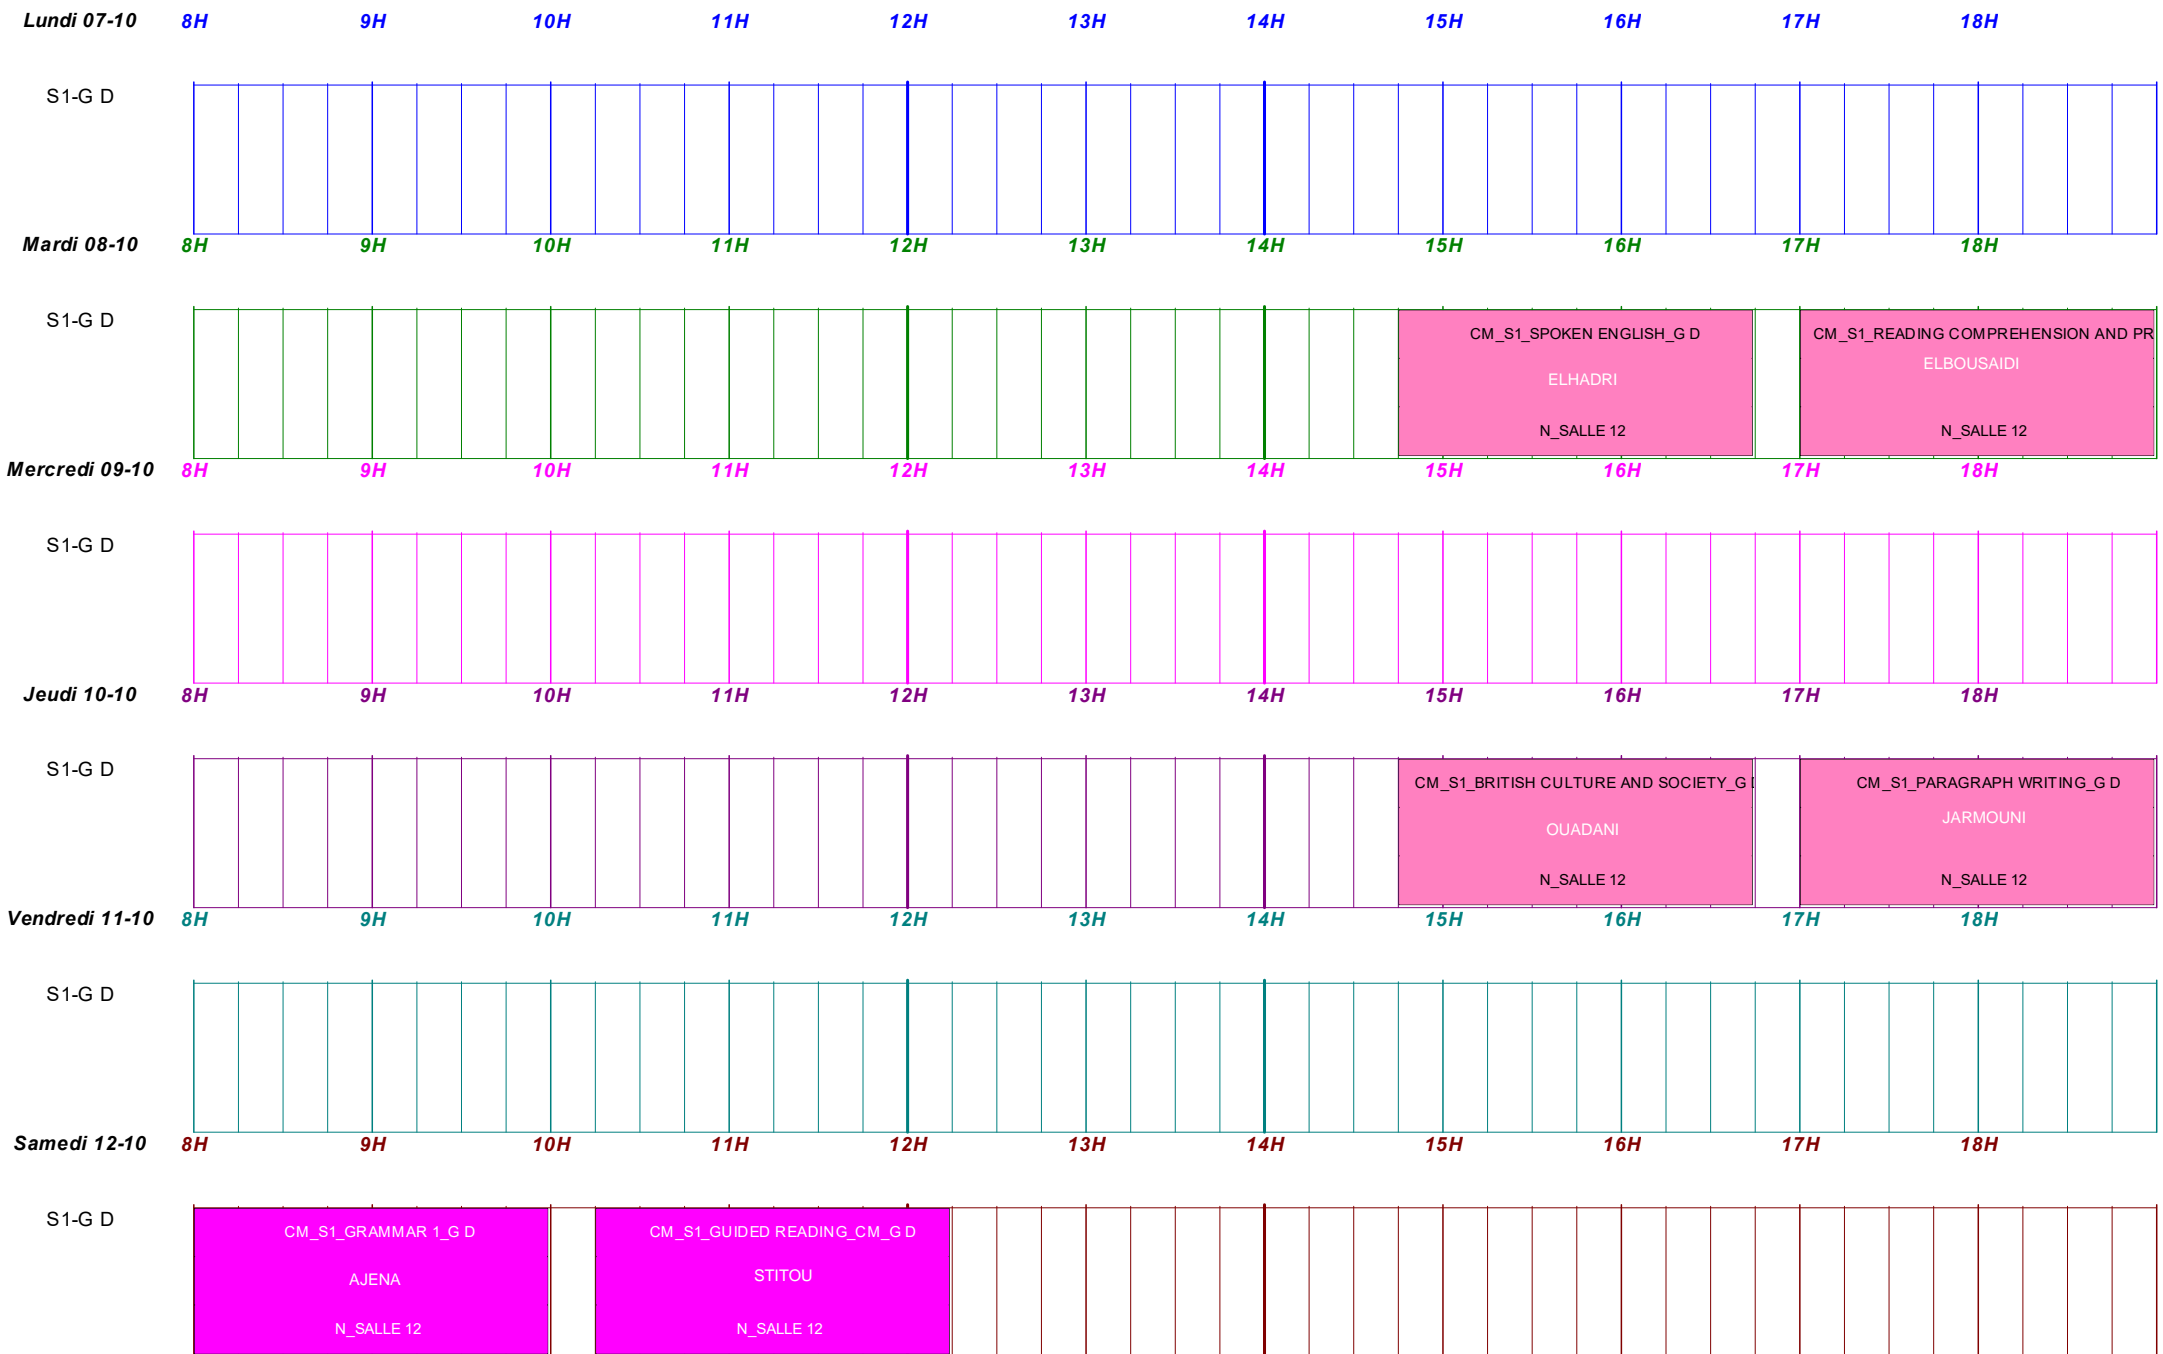 Lundi 07-10 8H 9H 10H 11H 12H 13H 14H 15H 16H 17H 18H
S1-G D
Mardi 08-10 8H 9H 10H 11H 12H 13H 14H 15H 16H 17H 18H
S1-G D
CM_S1_SPOKEN ENGLISH_G D
ELHADRI
N_SALLE 12
CM_S1_READING COMPREHENSION AND PR
ELBOUSAIDI
N_SALLE 12
Mercredi 09-10 8H 9H 10H 11H 12H 13H 14H 15H 16H 17H 18H
S1-G D
Jeudi 10-10 8H 9H 10H 11H 12H 13H 14H 15H 16H 17H 18H
S1-G D
CM_S1_BRITISH CULTURE AND SOCIETY_G
OUADANI
N_SALLE 12
CM_S1_PARAGRAPH WRITING_G D
JARMOUNI
N_SALLE 12
Vendredi 11-10 8H 9H 10H 11H 12H 13H 14H 15H 16H 17H 18H
S1-G D
Samedi 12-10 8H 9H 10H 11H 12H 13H 14H 15H 16H 17H 18H
S1-G D
CM_S1_GRAMMAR 1_G D
AJENA
N_SALLE 12
CM_S1_GUIDED READING_CM_G D
STITOU
N_SALLE 12